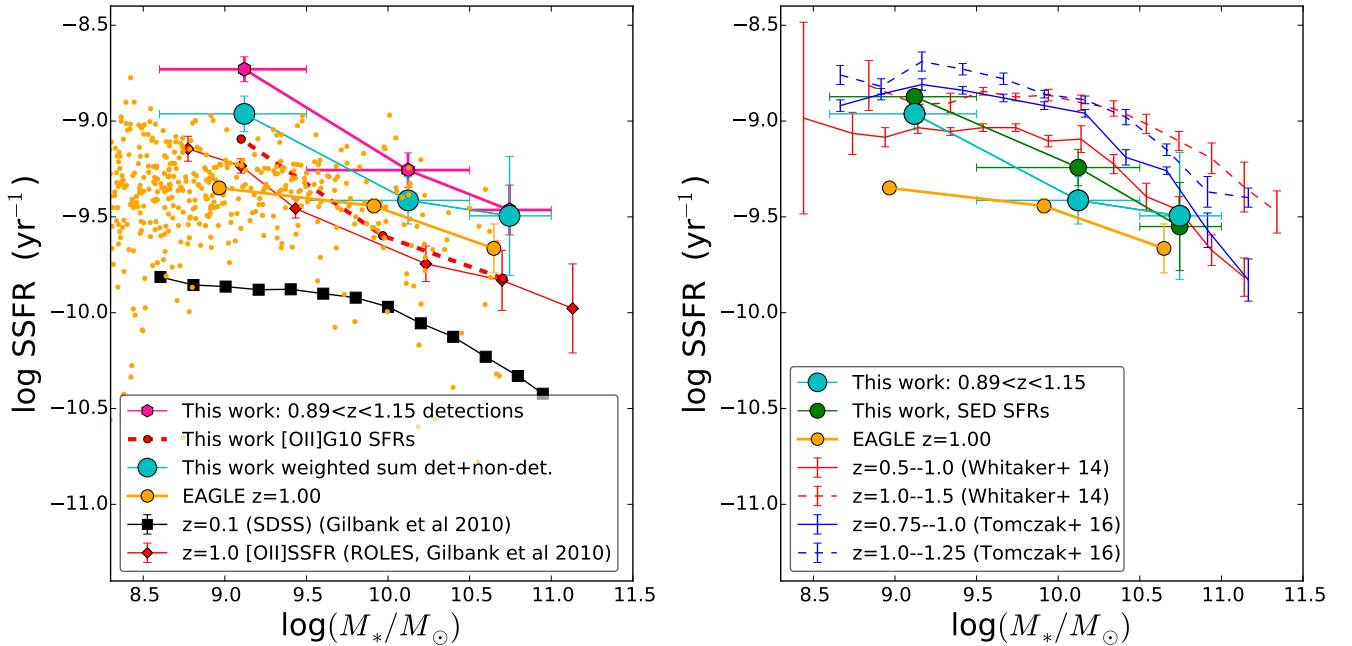 −8.5
−9.0
−9.5
−10.0
−10.5
−11.0
log SSFR (yr⁻¹)
This work: 0.89<z<1.15 detections
This work [OII]G10 SFRs
This work weighted sum det+non-det.
EAGLE z=1.00
z=0.1 (SDSS) (Gilbank et al 2010)
z=1.0 [OII]SSFR (ROLES, Gilbank et al 2010)
8.5 9.0 9.5 10.0 10.5 11.0 11.5
log(M*/M⊙)
−8.5
−9.0
−9.5
−10.0
−10.5
−11.0
log SSFR (yr⁻¹)
This work: 0.89<z<1.15
This work, SED SFRs
EAGLE z=1.00
z=0.5--1.0 (Whitaker+ 14)
z=1.0--1.5 (Whitaker+ 14)
z=0.75--1.0 (Tomczak+ 16)
z=1.0--1.25 (Tomczak+ 16)
8.5 9.0 9.5 10.0 10.5 11.0 11.5
log(M*/M⊙)